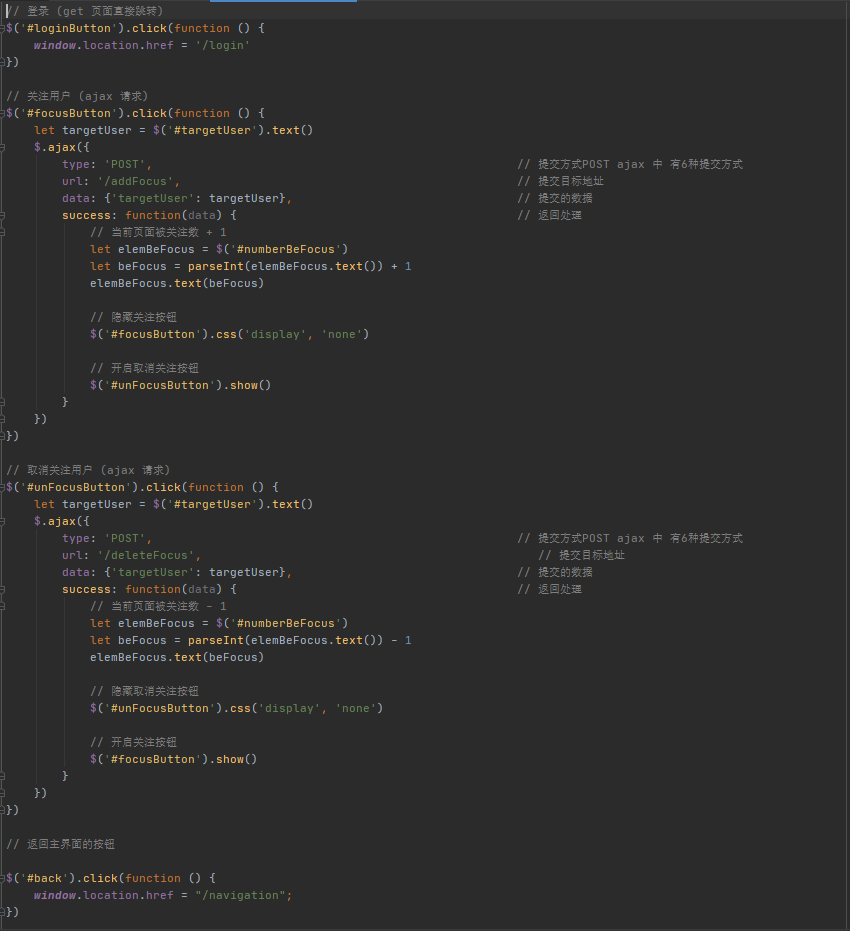 // 登录 (get 页面直接跳转)
$('#loginButton').click(function () {
    window.location.href = '/login'
})
// 关注用户 (ajax 请求)
$('#focusButton').click(function () {
    let targetUser = $('#targetUser').text()
    $.ajax({
        type: 'POST', // 提交方式POST ajax 中 有6种提交方式
        url: '/addFocus', // 提交目标地址
        data: {'targetUser': targetUser}, // 提交的数据
        success: function(data) { // 返回处理
            // 当前页面被关注数 + 1
            let elemBeFocus = $('#numberBeFocus')
            let beFocus = parseInt(elemBeFocus.text()) + 1
            elemBeFocus.text(beFocus)
            // 隐藏关注按钮
            $('#focusButton').css('display', 'none')
            // 开启取消关注按钮
            $('#unFocusButton').show()
        }
    })
})
// 取消关注用户 (ajax 请求)
$('#unFocusButton').click(function () {
    let targetUser = $('#targetUser').text()
    $.ajax({
        type: 'POST', // 提交方式POST ajax 中 有6种提交方式
        url: '/deleteFocus', // 提交目标地址
        data: {'targetUser': targetUser}, // 提交的数据
        success: function(data) { // 返回处理
            // 当前页面被关注数 - 1
            let elemBeFocus = $('#numberBeFocus')
            let beFocus = parseInt(elemBeFocus.text()) - 1
            elemBeFocus.text(beFocus)
            // 隐藏取消关注按钮
            $('#unFocusButton').css('display', 'none')
            // 开启关注按钮
            $('#focusButton').show()
        }
    })
})
// 返回主界面的按钮
$('#back').click(function () {
    window.location.href = "/navigation";
})